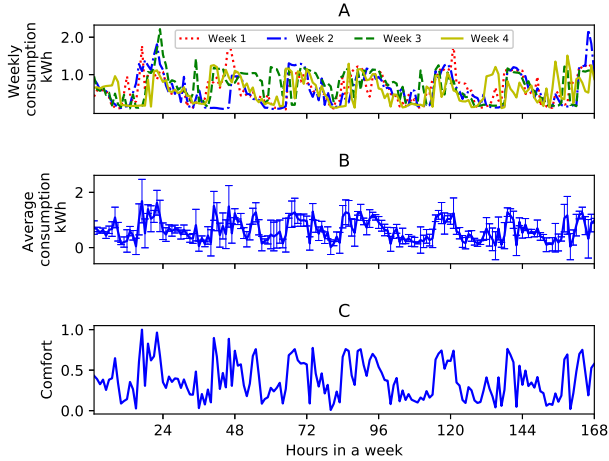 A
Weekly
consumption
kWh
2.0
1.0
Week 1
Week 2
Week 3
Week 4
B
Average
consumption
kWh
2
0
C
Comfort
1.0
0.5
0.0
24
48
72
96
120
144
168
Hours in a week